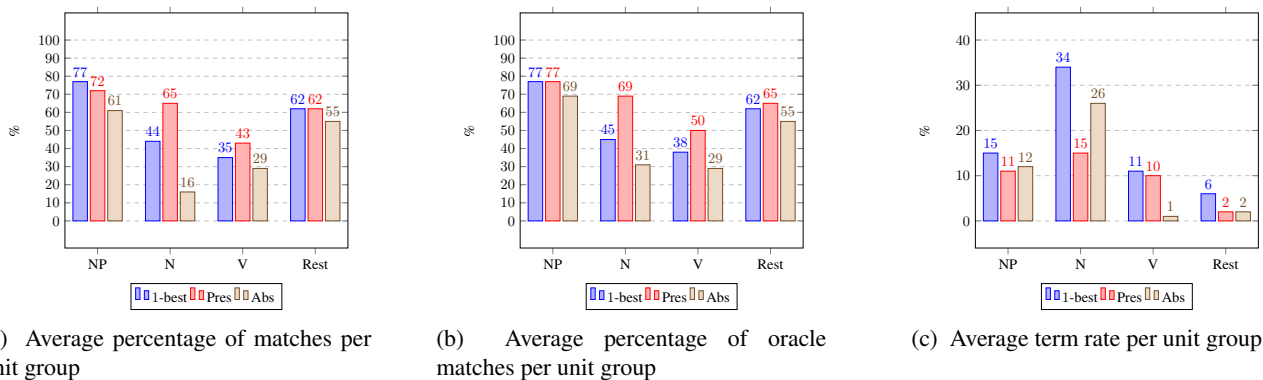 100
90
80
70
60
50
40
30
20
10
0
%
77 72 61
44 65 16
35 43 29
62 62 55
NP N V Rest
1-best Pres Abs
) Average percentage of matches per
nit group
100
90
80
70
60
50
40
30
20
10
0
%
77 77 69
45 69 31
38 50 29
62 65 55
NP N V Rest
1-best Pres Abs
(b) Average percentage of oracle
matches per unit group
40
30
20
10
0
%
15 11 12
34 15 26
11 10 1
6 2 2
NP N V Rest
1-best Pres Abs
(c) Average term rate per unit group